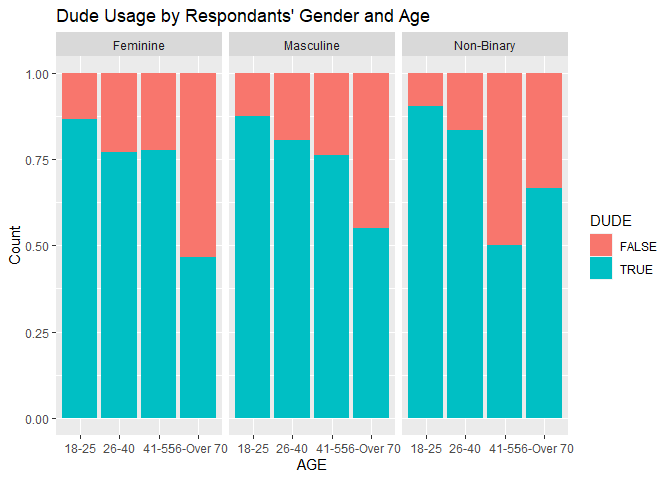 Dude Usage by Respondants' Gender and Age
Feminine
Masculine
Non-Binary
1.00
0.75
0.50
0.25
0.00
Count
18-25
26-40
41-556-Over 70
18-25
26-40
41-556-Over 70
18-25
26-40
41-556-Over 70
AGE
DUDE
FALSE
TRUE